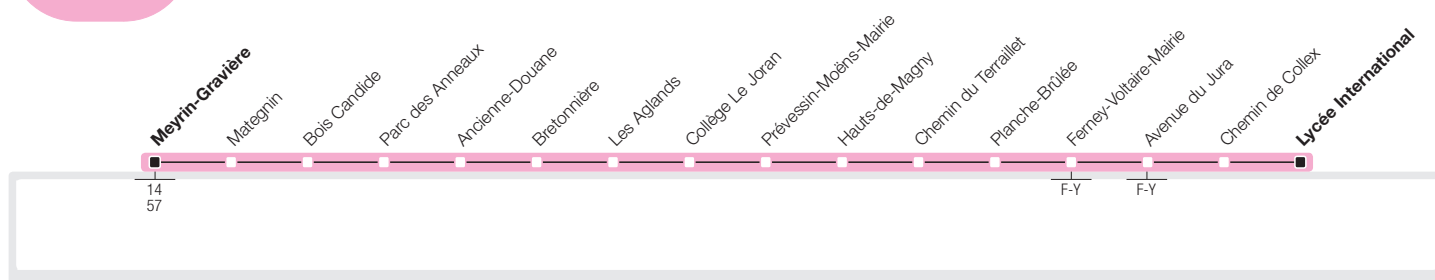 Meyrin-Gravière
Mategnin
Bois Candide
Parc des Anneaux
Ancienne-Douane
Bretonnière
Les Aglands
Collège Le Joran
Prévessin-Moëns-Mairie
Hauts-de-Magny
Chemin du Terraillet
Planche-Brûlée
Ferney-Voltaire-Mairie
Avenue du Jura
Chemin de Collex
Lycée International
14
57
F-Y
F-Y